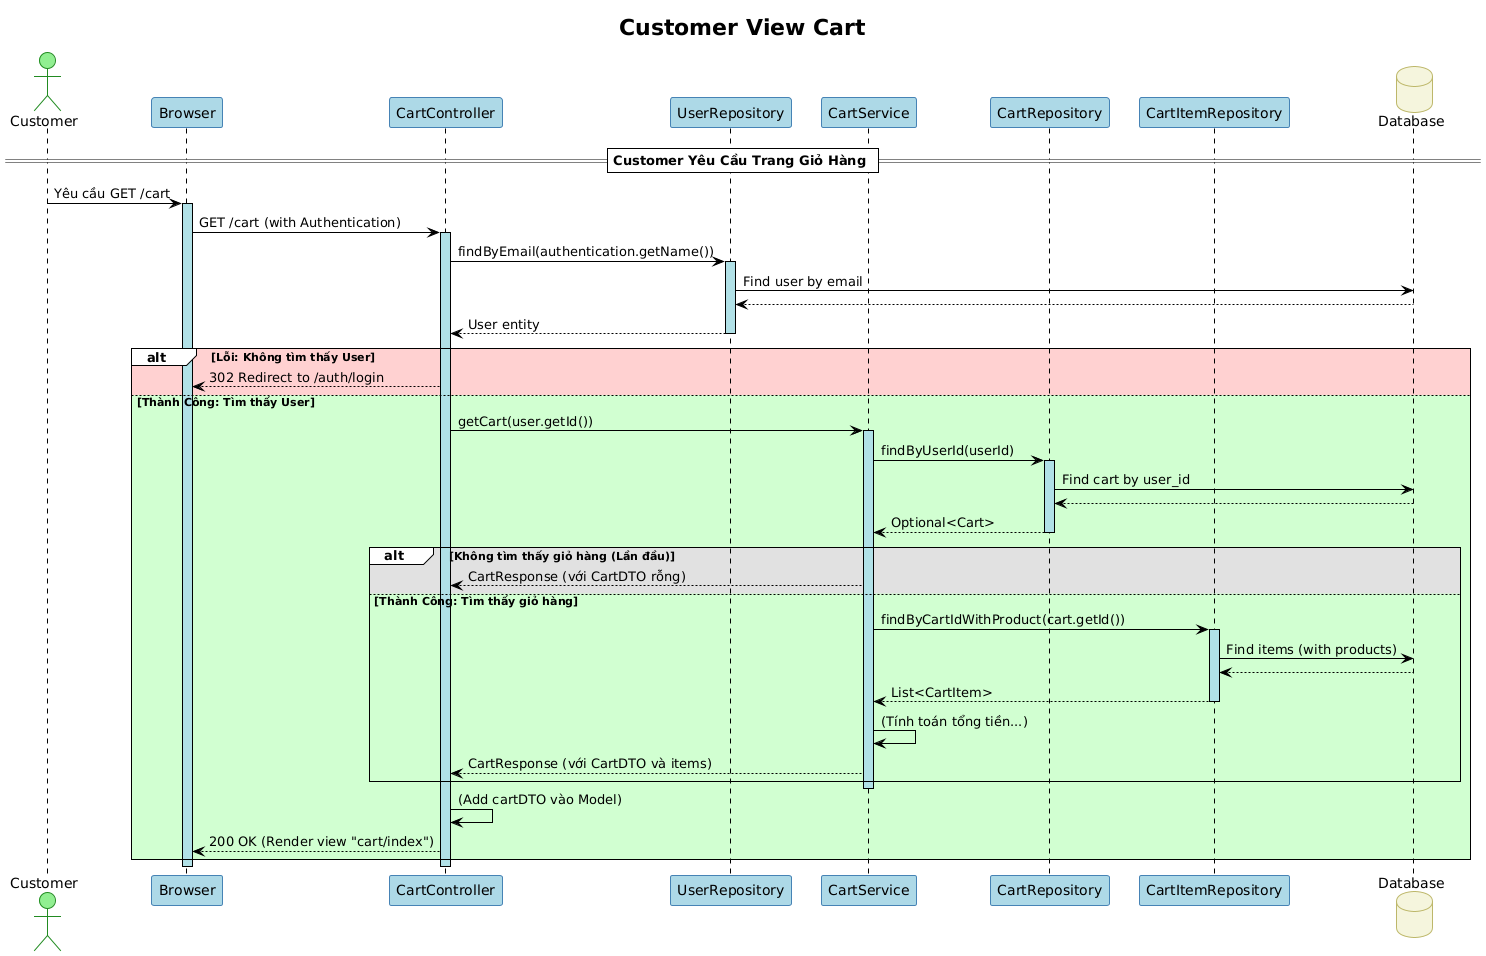 Customer View Cart
Customer
Browser
CartController
UserRepository
CartService
CartRepository
CartItemRepository
Database
Customer Yêu Cầu Trang Giỏ Hàng
Yêu cầu GET /cart
GET /cart (with Authentication)
findByEmail(authentication.getName())
Find user by email
User entity
alt
[Lỗi: Không tìm thấy User]
302 Redirect to /auth/login
[Thành Công: Tìm thấy User]
getCart(user.getId())
findByUserId(userId)
Find cart by user_id
Optional<Cart>
alt
[Không tìm thấy giỏ hàng (Lần đầu)]
CartResponse (với CartDTO rỗng)
[Thành Công: Tìm thấy giỏ hàng]
findByCartIdWithProduct(cart.getId())
Find items (with products)
List<CartItem>
(Tính toán tổng tiền...)
CartResponse (với CartDTO và items)
(Add cartDTO vào Model)
200 OK (Render view "cart/index")
Customer
Browser
CartController
UserRepository
CartService
CartRepository
CartItemRepository
Database